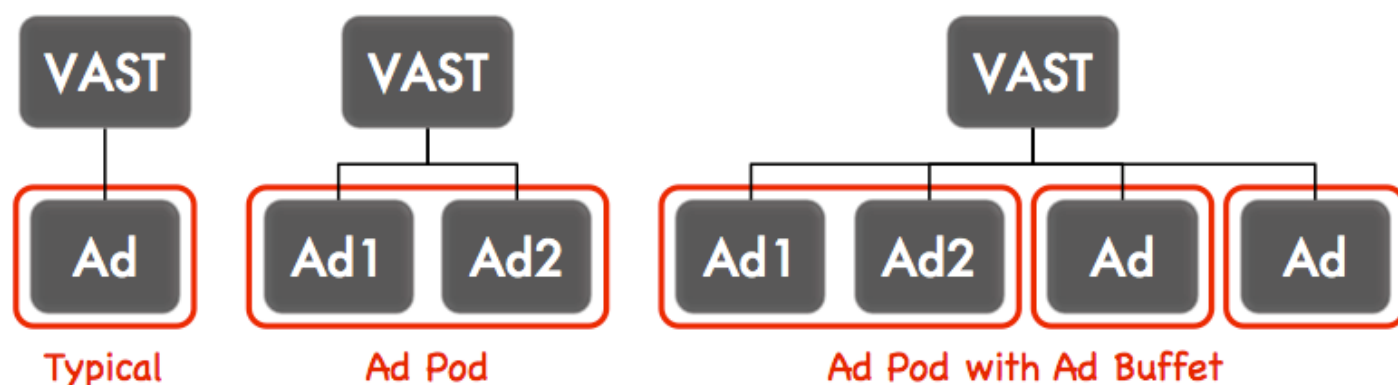 VAST VAST VAST
Ad Ad1 Ad2 Ad1 Ad2 Ad Ad
Typical Ad Pod Ad Pod with Ad Buffet